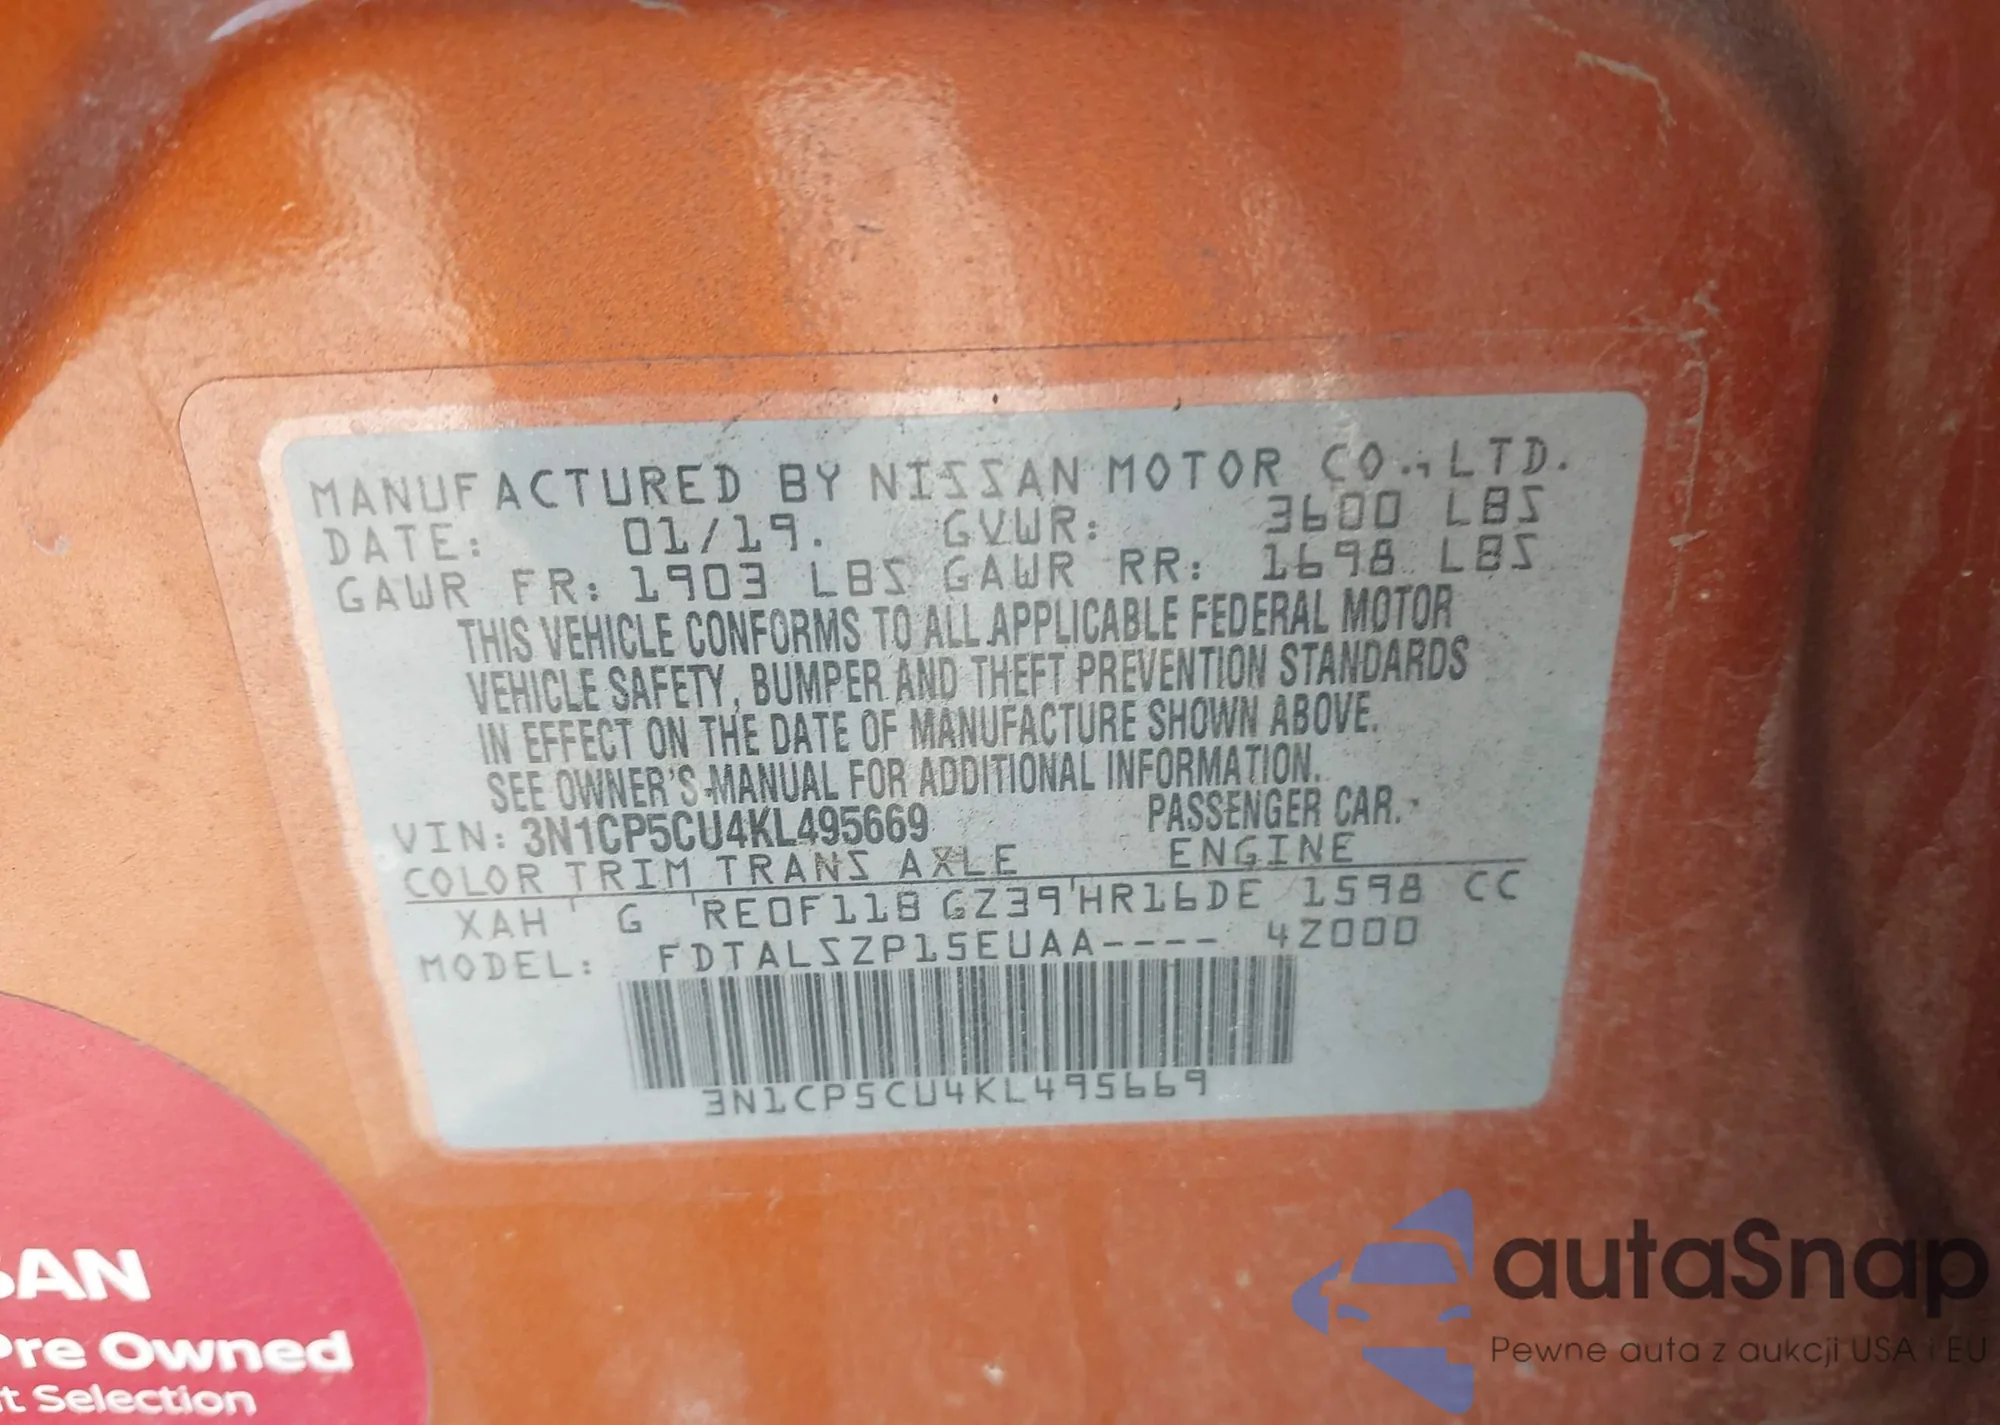 MANUFACTURED BY NISSAN MOTOR CO., LTD.
DATE: 01/19. GVWR: 3600 LBS
GAWR FR: 1903 LBS GAWR RR: 1698 LBS
THIS VEHICLE CONFORMS TO ALL APPLICABLE FEDERAL MOTOR
VEHICLE SAFETY, BUMPER AND THEFT PREVENTION STANDARDS
IN EFFECT ON THE DATE OF MANUFACTURE SHOWN ABOVE.
SEE OWNER'S MANUAL FOR ADDITIONAL INFORMATION.
VIN: 3N1CP5CU4KL495669 PASSENGER CAR.
COLOR TRIM TRANS AXLE ENGINE
XAH G RE0F11B GZ39 HR16DE 1598 CC
MODEL: FDTALSZP15EUAA---- 4Z000
3N1CP5CU4KL495669
SAN
Pre Owned
t Selection
autaSnap
Pewne auta z aukcji USA i EU